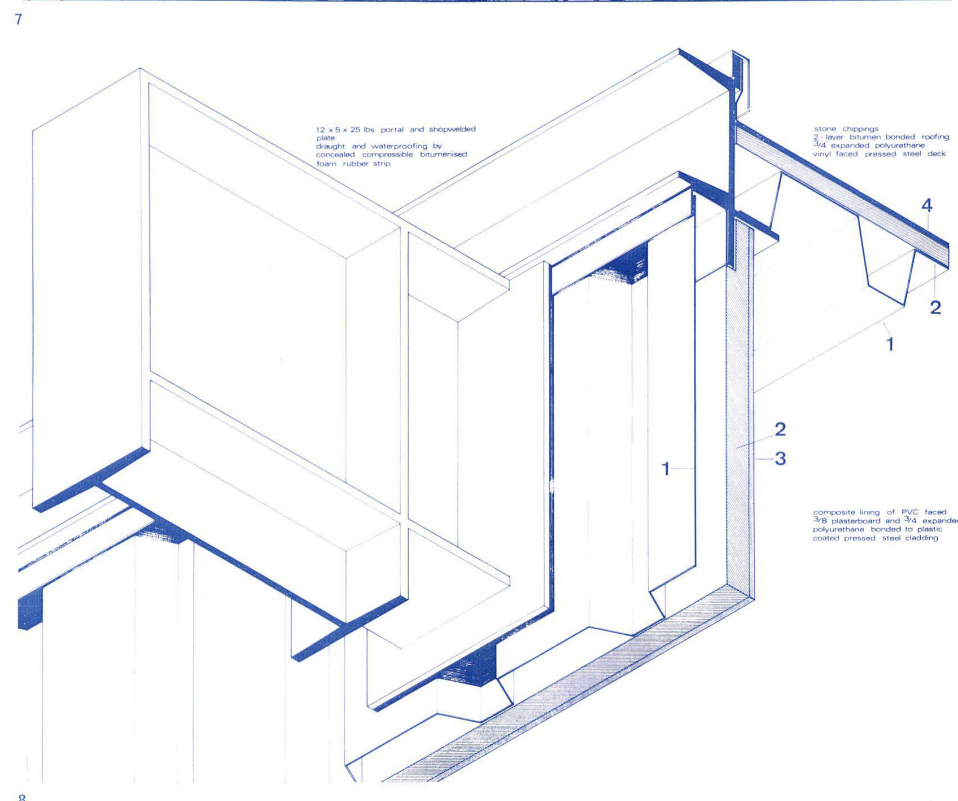 7
12 x 5 x 25 lbs portal and shopwelded
plate
draught and waterproofing by
concealed compressible bitumenised
foam rubber strip
stone chippings
2 - layer bitumen bonded roofing
3/4 expanded polyurethane
vinyl faced pressed steel deck
4
2
1
2
1
3
composite lining of PVC faced
3/8 plasterboard and 3/4 expanded
polyurethane bonded to plastic
coated pressed steel cladding
8